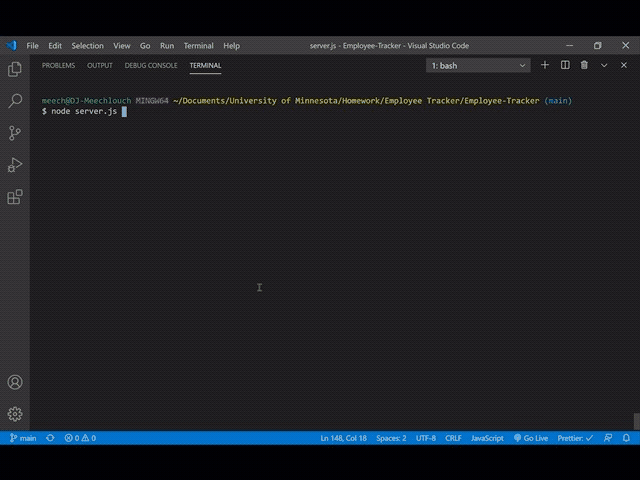 File Edit Selection View Go Run Terminal Help server.js - Employee-Tracker - Visual Studio Code
PROBLEMS OUTPUT DEBUG CONSOLE TERMINAL 1: bash
meech@DJ-Meechlouch MINGW64 ~/Documents/University of Minnesota/Homework/Employee Tracker/Employee-Tracker (main)
$ node server.js
main 0 0 Ln 148, Col 18 Spaces: 2 UTF-8 CRLF JavaScript Go Live Prettier: ✓